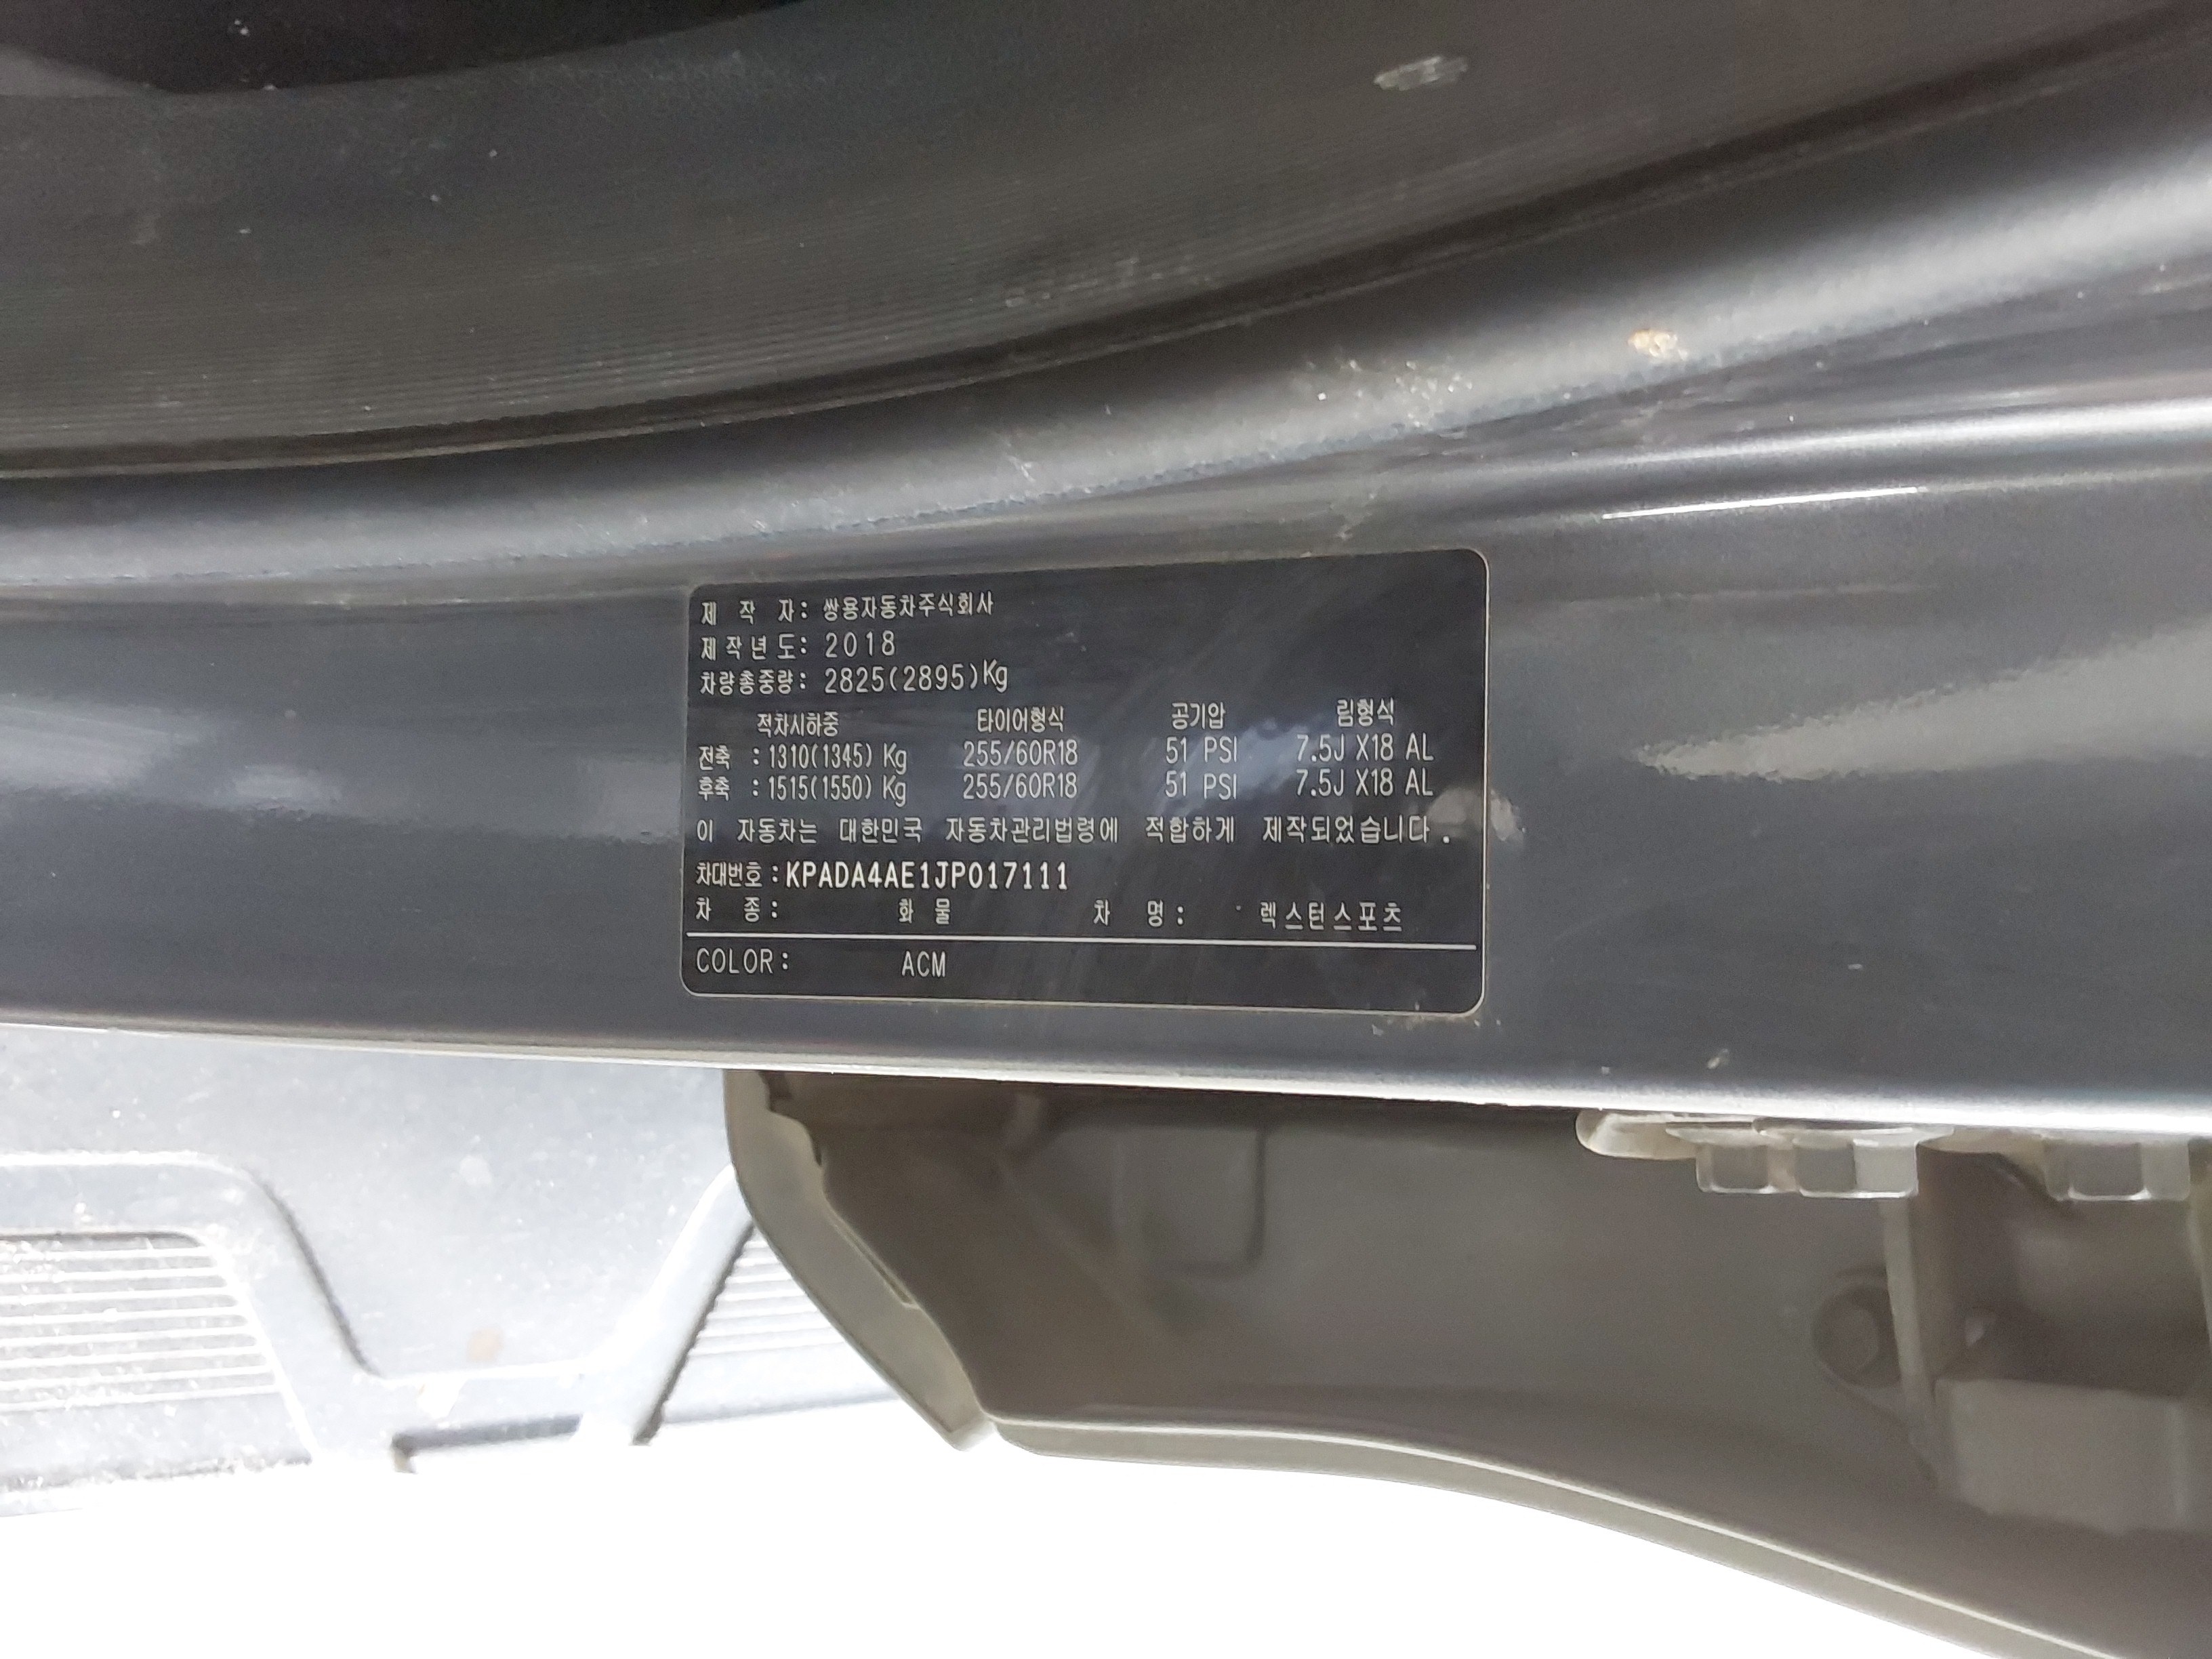 제 작 자: 쌍용자동차주식회사
제작년도: 2018
차량총중량: 2825(2895)Kg
적차시하중 타이어형식 공기압 림형식
전축 : 1310(1345) Kg 255/60R18 51 PSI 7.5J X18 AL
후축 : 1515(1550) Kg 255/60R18 51 PSI 7.5J X18 AL
이 자동차는 대한민국 자동차관리법령에 적합하게 제작되었습니다.
차대번호: KPADA4AE1JP017111
차 종: 화 물 차 명: 렉스턴스포츠
COLOR: ACM